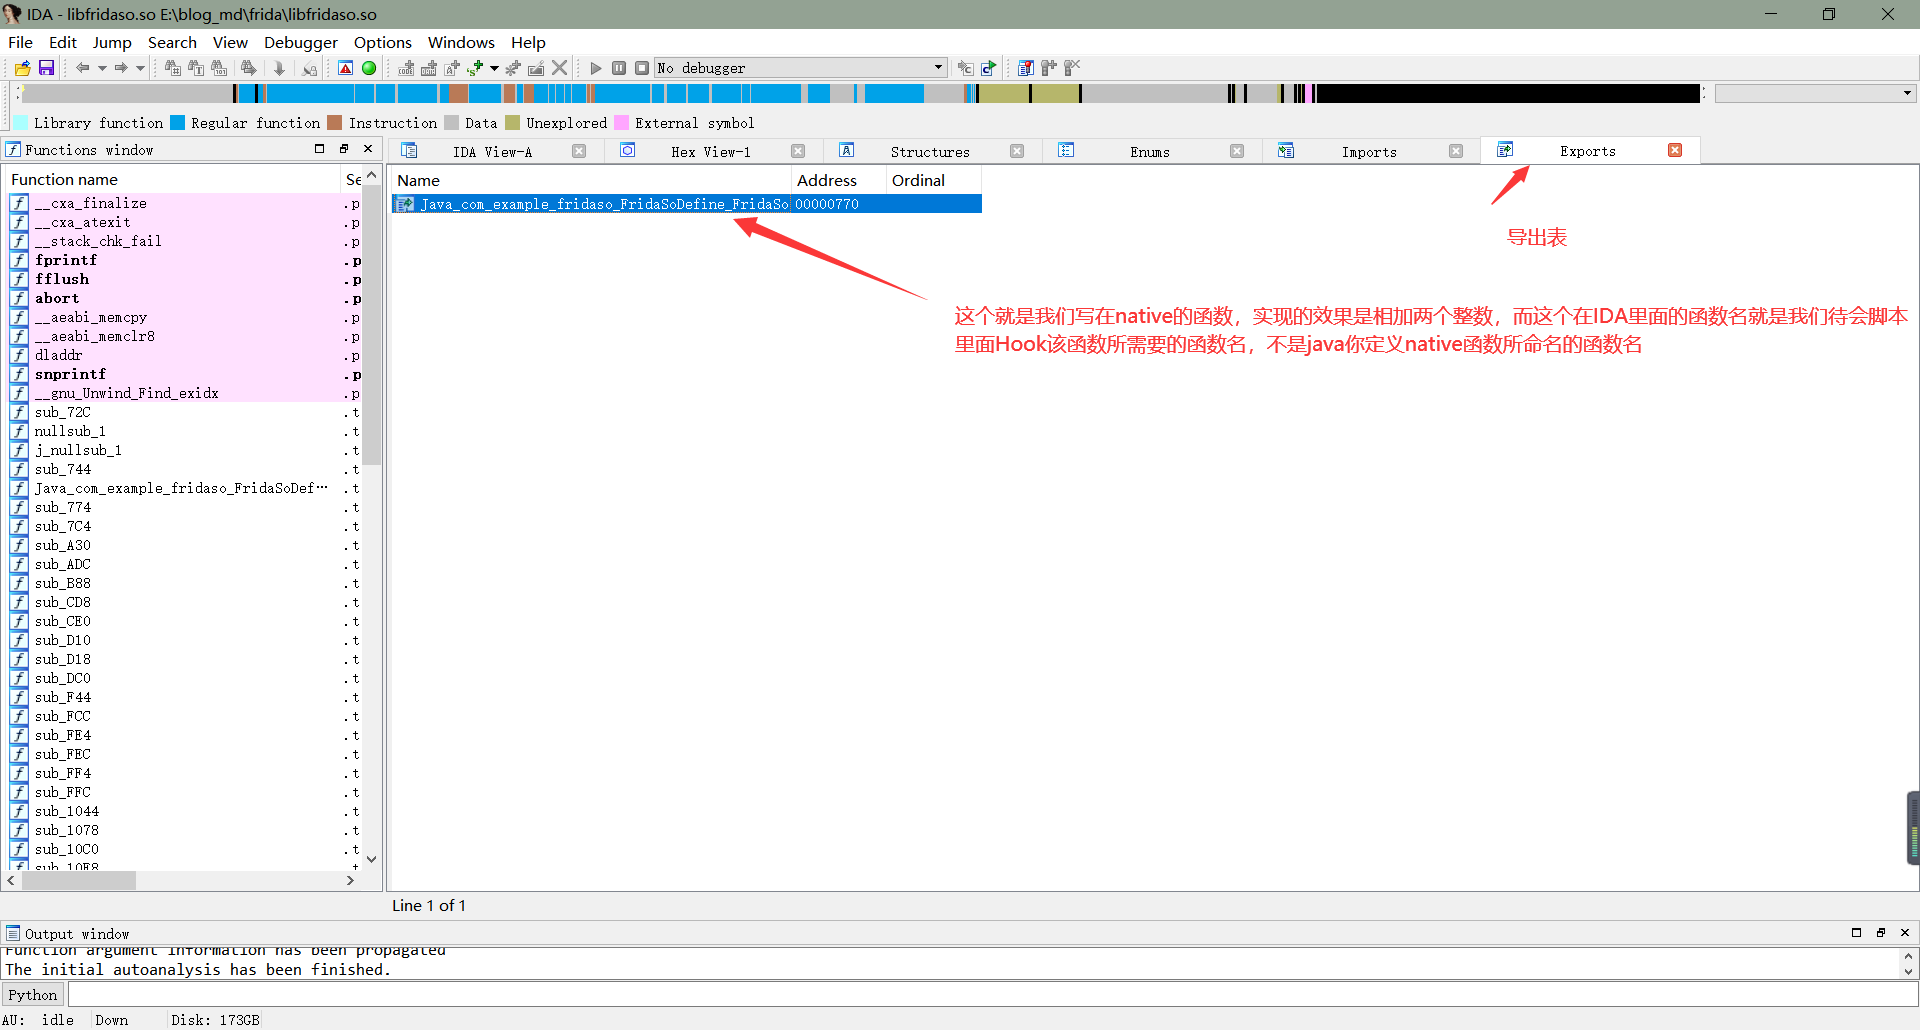 IDA - libfridaso.so E:\blog_md\frida\libfridaso.so
File Edit Jump Search View Debugger Options Windows Help
No debugger
Library function Regular function Instruction Data Unexplored External symbol
Functions window
IDA View-A Hex View-1 Structures Enums Imports Exports
Function name Se
__cxa_finalize .p
__cxa_atexit .p
__stack_chk_fail .p
fprintf .p
fflush .p
abort .p
__aeabi_memcpy .p
__aeabi_memclr8 .p
dladdr .p
snprintf .p
__gnu_Unwind_Find_exidx .p
sub_72C .t
nullsub_1 .t
j_nullsub_1 .t
sub_744 .t
Java_com_example_fridaso_FridaSoDef… .t
sub_774 .t
sub_7C4 .t
sub_A30 .t
sub_ADC .t
sub_B88 .t
sub_CD8 .t
sub_CE0 .t
sub_D10 .t
sub_D18 .t
sub_DC0 .t
sub_F44 .t
sub_FCC .t
sub_FE4 .t
sub_FEC .t
sub_FF4 .t
sub_FFC .t
sub_1044 .t
sub_1078 .t
sub_10C0 .t
sub_10E8 .t
Name Address Ordinal
Java_com_example_fridaso_FridaSoDefine_FridaSo 00000770
导出表
这个就是我们写在native的函数，实现的效果是相加两个整数，而这个在IDA里面的函数名就是我们待会脚本
里面Hook该函数所需要的函数名，不是java你定义native函数所命名的函数名
Line 1 of 1
Output window
Function argument information has been propagated
The initial autoanalysis has been finished.
Python
AU: idle Down Disk: 173GB